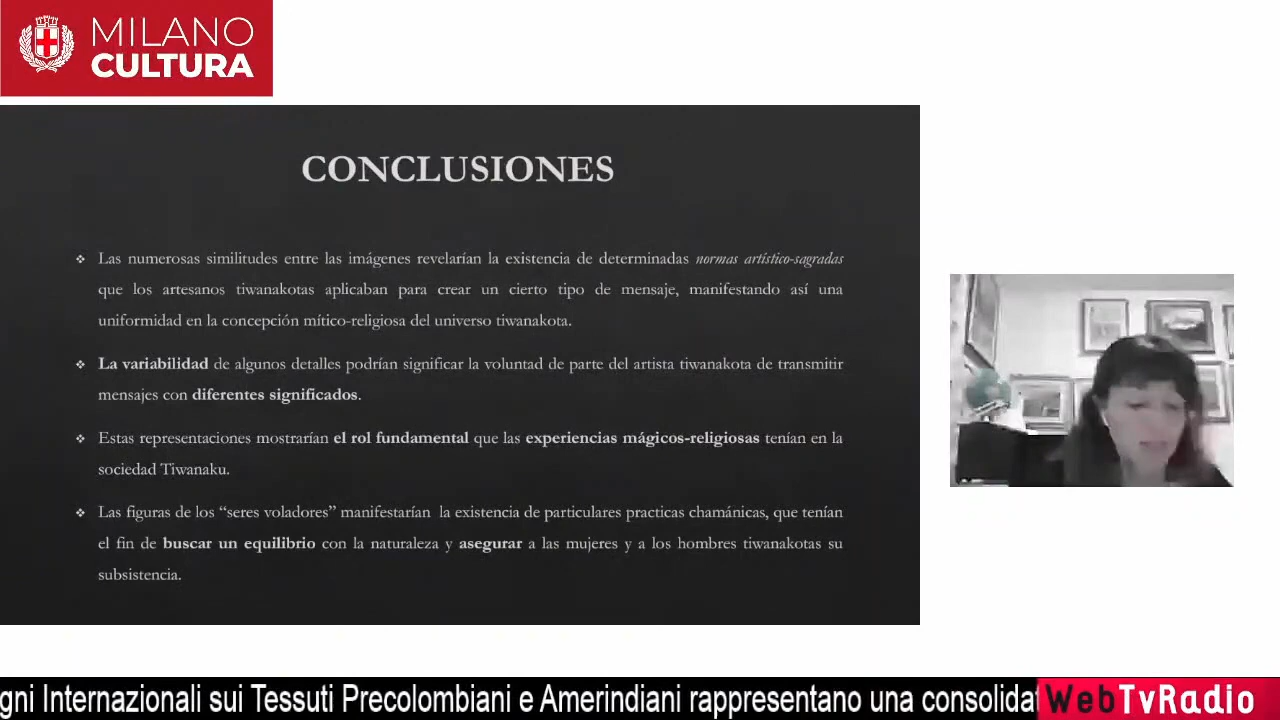 MILANO
CULTURA
CONCLUSIONES
❖ Las numerosas similitudes entre las imágenes revelarían la existencia de determinadas normas artístico-sagradas
que los artesanos tiwanakotas aplicaban para crear un cierto tipo de mensaje, manifestando así una
uniformidad en la concepción mítico-religiosa del universo tiwanakota.
❖ La variabilidad de algunos detalles podrían significar la voluntad de parte del artista tiwanakota de transmitir
mensajes con diferentes significados.
❖ Estas representaciones mostrarían el rol fundamental que las experiencias mágicos-religiosas tenían en la
sociedad Tiwanaku.
❖ Las figuras de los “seres voladores” manifestarían la existencia de particulares practicas chamánicas, que tenían
el fin de buscar un equilibrio con la naturaleza y asegurar a las mujeres y a los hombres tiwanakotas su
subsistencia.
gni Internazionali sui Tessuti Precolombiani e Amerindiani rappresentano una consolidat
WebTvRadio